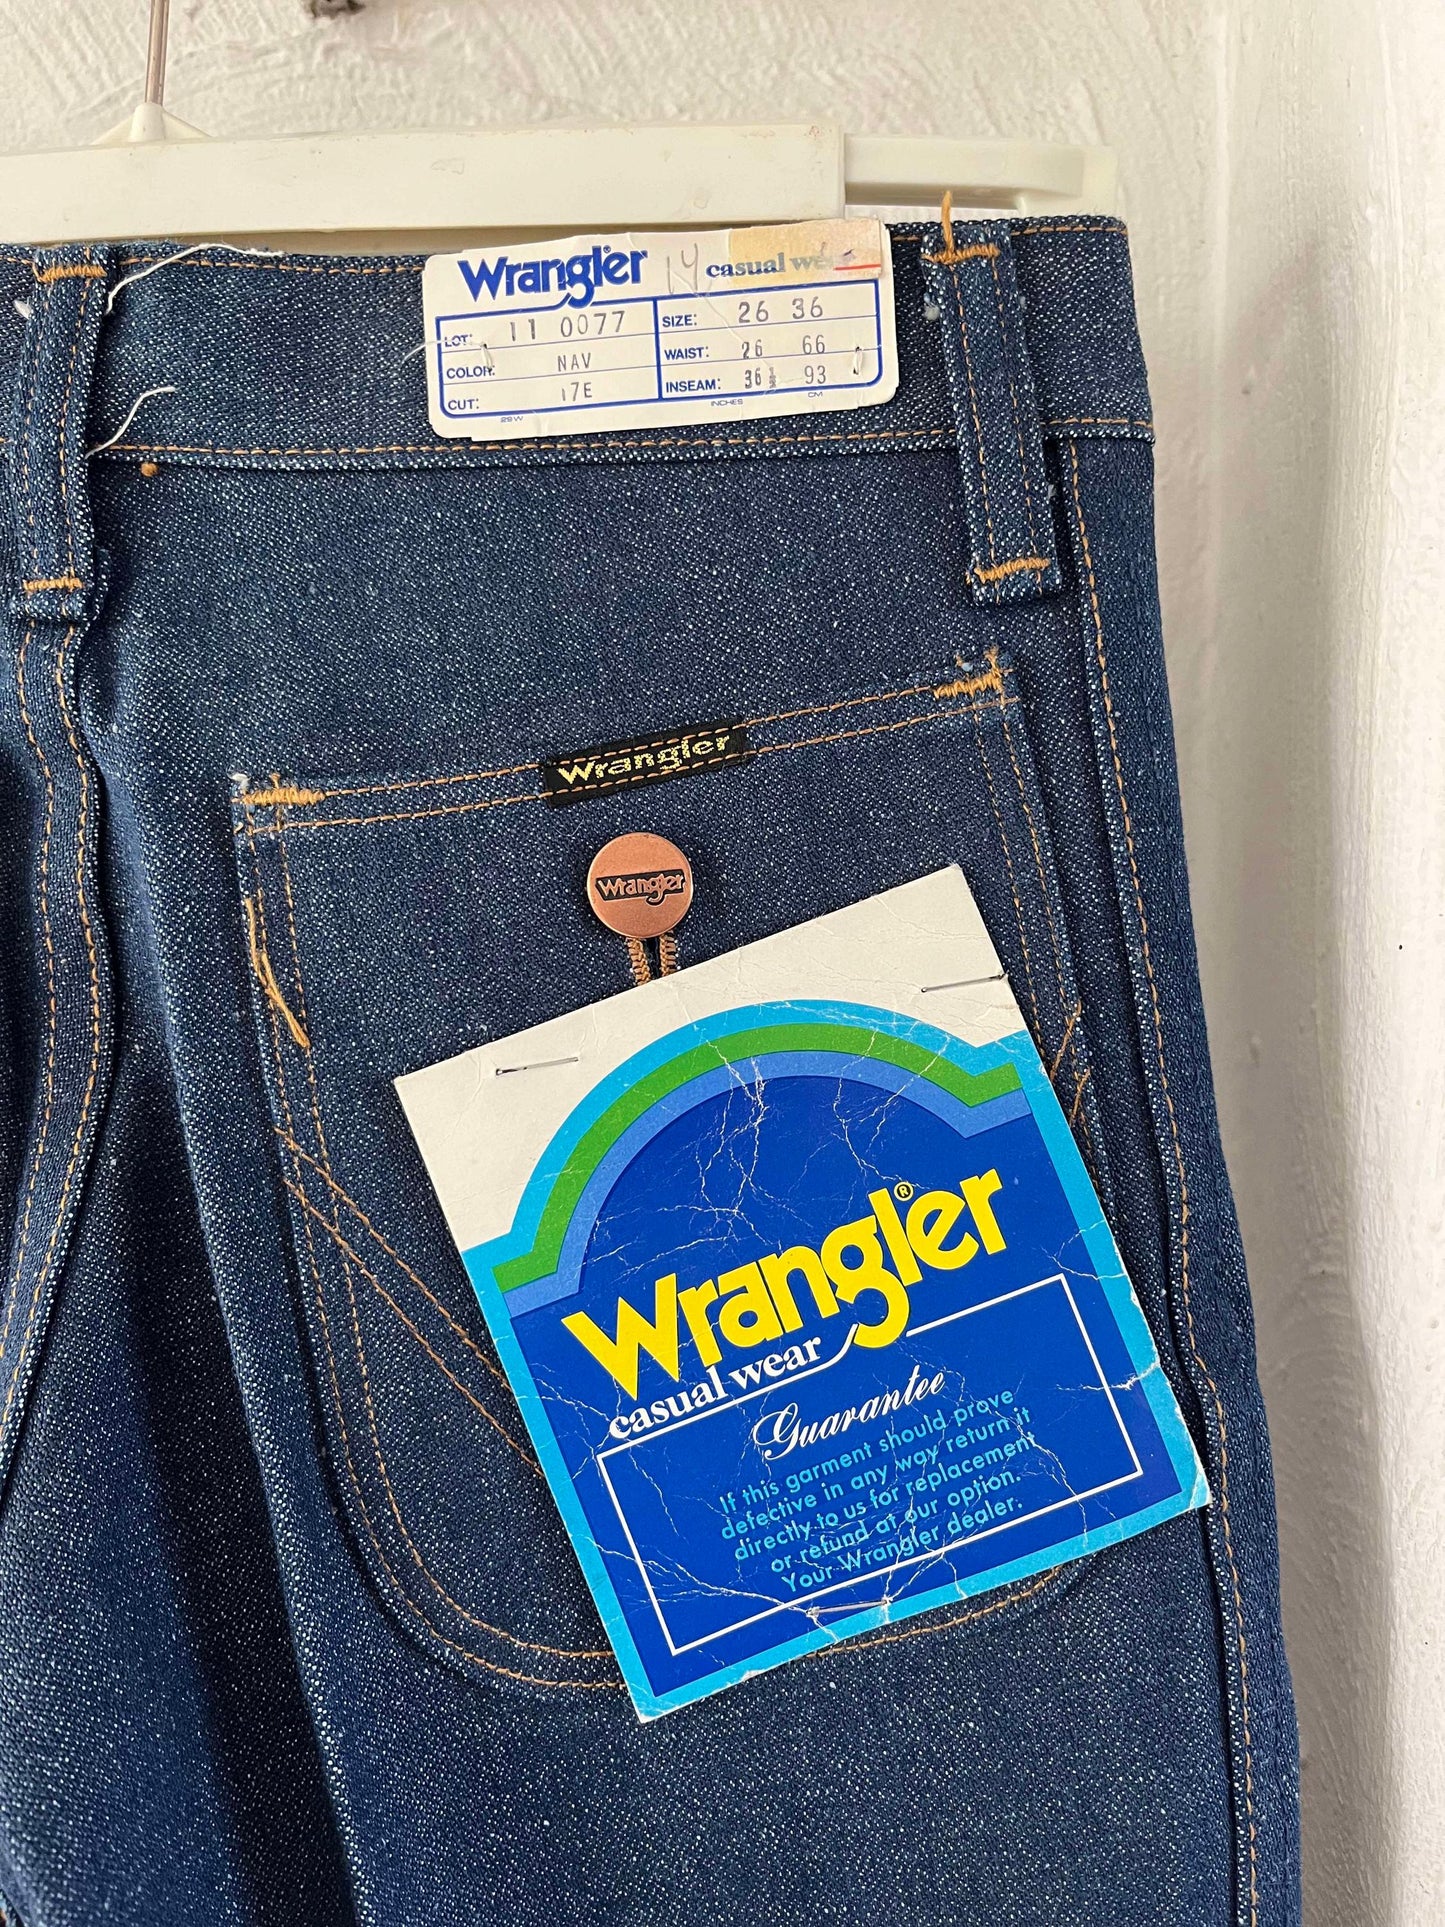 Wrangler 14 casual wear
LOT: 11 0077
COLOR: NAV
CUT: 17E
SIZE: 26 36
WAIST: 26 66
INSEAM: 36½ 93
29W INCHES CM
Wrangler
Wrangler
Wrangler®
casual wear
Guarantee
If this garment should prove
defective in any way return it
directly to us for replacement
or refund at our option.
Your Wrangler dealer.